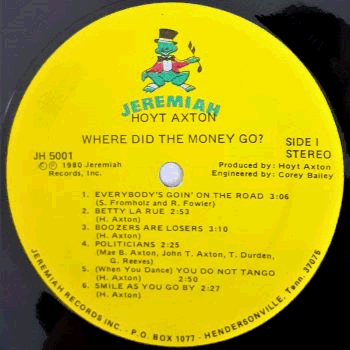 JEREMIAH
HOYT AXTON
WHERE DID THE MONEY GO?
JH 5001
SIDE I
STEREO
© ℗ 1980 Jeremiah
Records, Inc.
Produced by: Hoyt Axton
Engineered by: Corey Bailey
1. EVERYBODY'S GOIN' ON THE ROAD 3:06
(S. Fromholz and R. Fowler)
2. BETTY LA RUE 2:53
(H. Axton)
3. BOOZERS ARE LOSERS 3:10
(H. Axton)
4. POLITICIANS 2:25
(Mae B. Axton, John T. Axton, T. Durden,
G. Reeves)
5. (When You Dance) YOU DO NOT TANGO
(H. Axton) 2:50
6. SMILE AS YOU GO BY 2:27
(H. Axton)
JEREMIAH RECORDS INC. · P.O. BOX 1077 · HENDERSONVILLE, Tenn. 37075